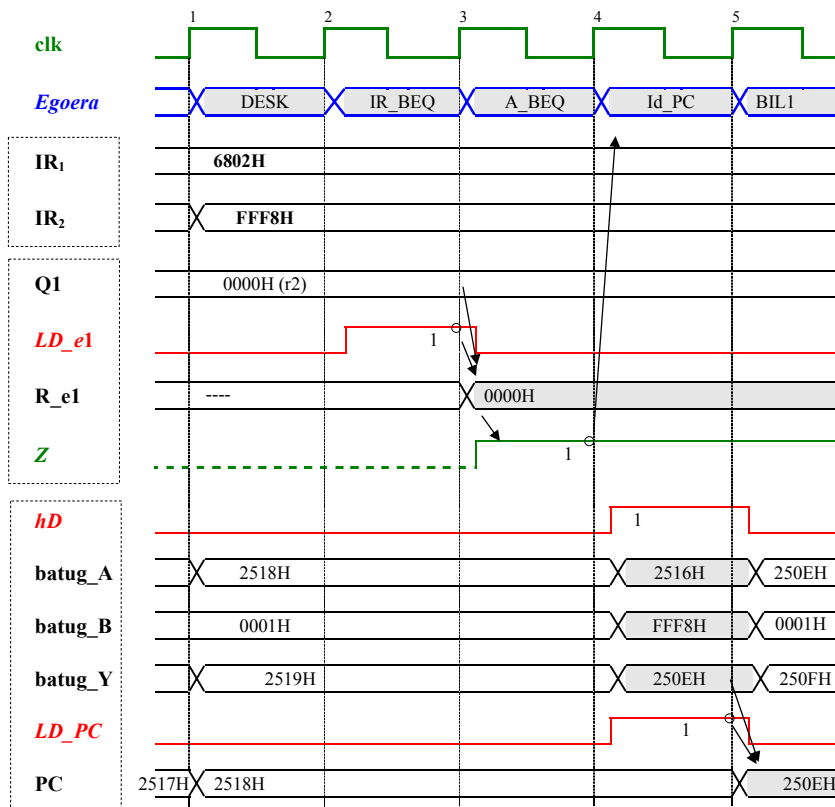 1 2 3 4 5
clk
Egoera DESK IR_BEQ A_BEQ Id_PC BIL1
IR1 6802H
IR2 FFF8H
Q1 0000H (r2)
LD_e1 1
R_e1 ---- 0000H
Z 1
hD 1
batug_A 2518H 2516H 250EH
batug_B 0001H FFF8H 0001H
batug_Y 2519H 250EH 250FH
LD_PC 1
PC 2517H 2518H 250EH